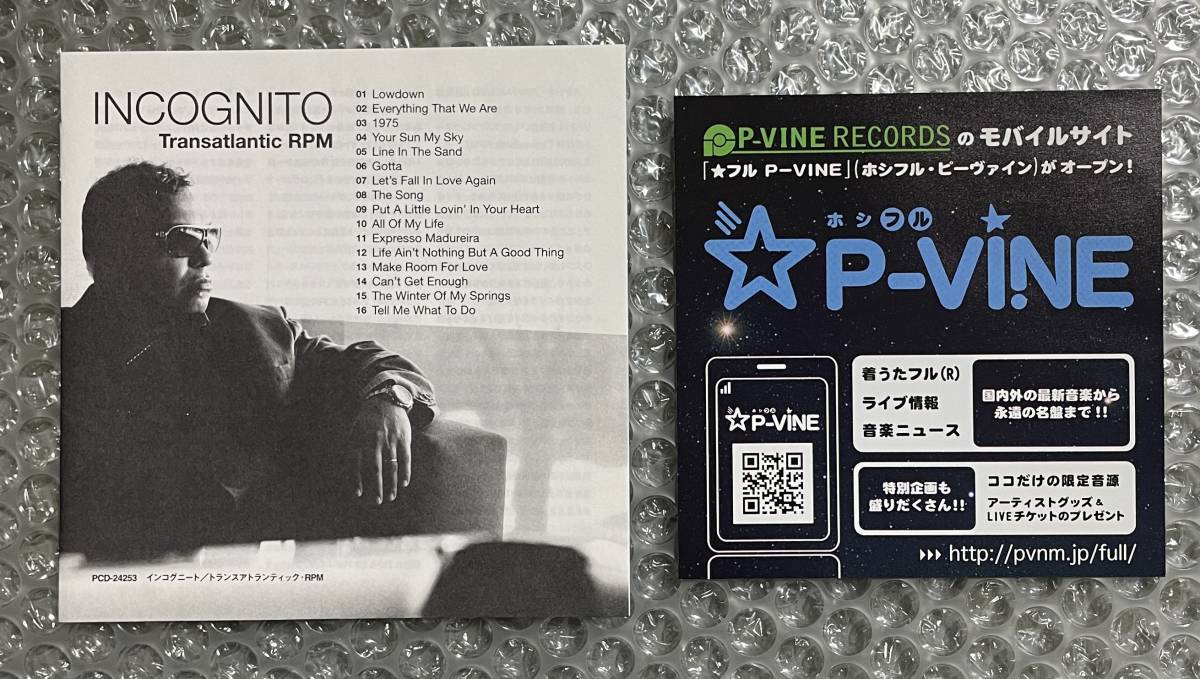 INCOGNITO
Transatlantic RPM
01 Lowdown
02 Everything That We Are
03 1975
04 Your Sun My Sky
05 Line In The Sand
06 Gotta
07 Let's Fall In Love Again
08 The Song
09 Put A Little Lovin' In Your Heart
10 All Of My Life
11 Expresso Madureira
12 Life Ain't Nothing But A Good Thing
13 Make Room For Love
14 Can't Get Enough
15 The Winter Of My Springs
16 Tell Me What To Do
PCD-24253 インコグニート/トランスアトランティック・RPM
P-VINE RECORDS の モバイルサイト
「★フル P-VINE」(ホシフル・ピーヴァイン)が オープン!
ホシフル
☆P-VINE
ホシフル
☆P-VINE
着うたフル(R)
ライブ情報
音楽ニュース
国内外の最新音楽から
永遠の名盤まで!!
特別企画も
盛りだくさん!!
ココだけの限定音源
アーティストグッズ&
LIVEチケットのプレゼント
http://pvnm.jp/full/